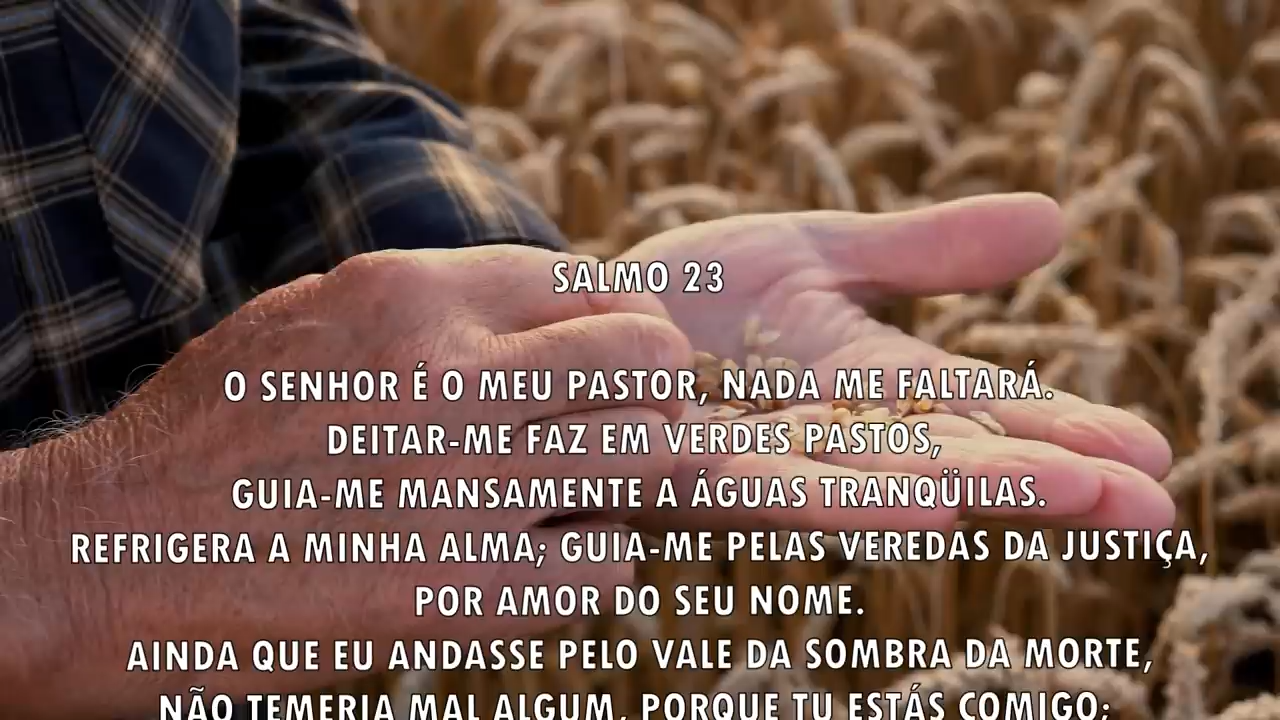 SALMO 23
O SENHOR É O MEU PASTOR, NADA ME FALTARÁ.
DEITAR-ME FAZ EM VERDES PASTOS,
GUIA-ME MANSAMENTE A ÁGUAS TRANQÜILAS.
REFRIGERA A MINHA ALMA; GUIA-ME PELAS VEREDAS DA JUSTIÇA,
POR AMOR DO SEU NOME.
AINDA QUE EU ANDASSE PELO VALE DA SOMBRA DA MORTE,
NÃO TEMERIA MAL ALGUM, PORQUE TU ESTÁS COMIGO;